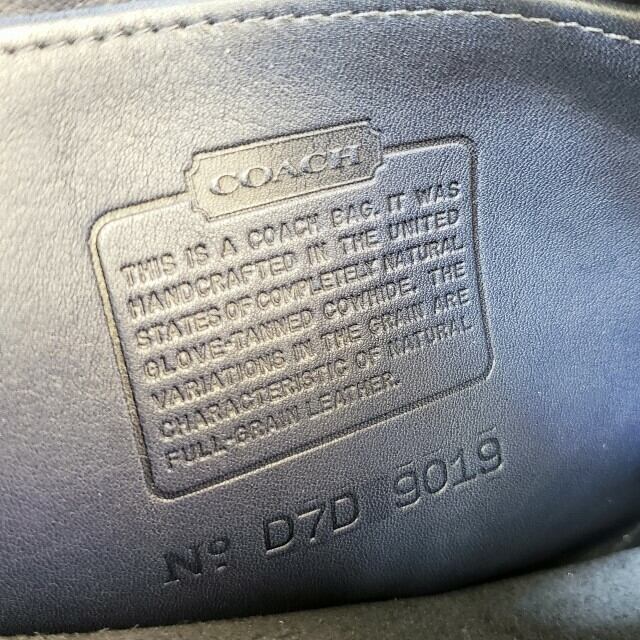 COACH
THIS IS A COACH BAG. IT WAS
HANDCRAFTED IN THE UNITED
STATES OF COMPLETELY NATURAL
GLOVE-TANNED COWHIDE. THE
VARIATIONS IN THE GRAIN ARE
CHARACTERISTIC OF NATURAL
FULL-GRAIN LEATHER.
Nº D7D 9019